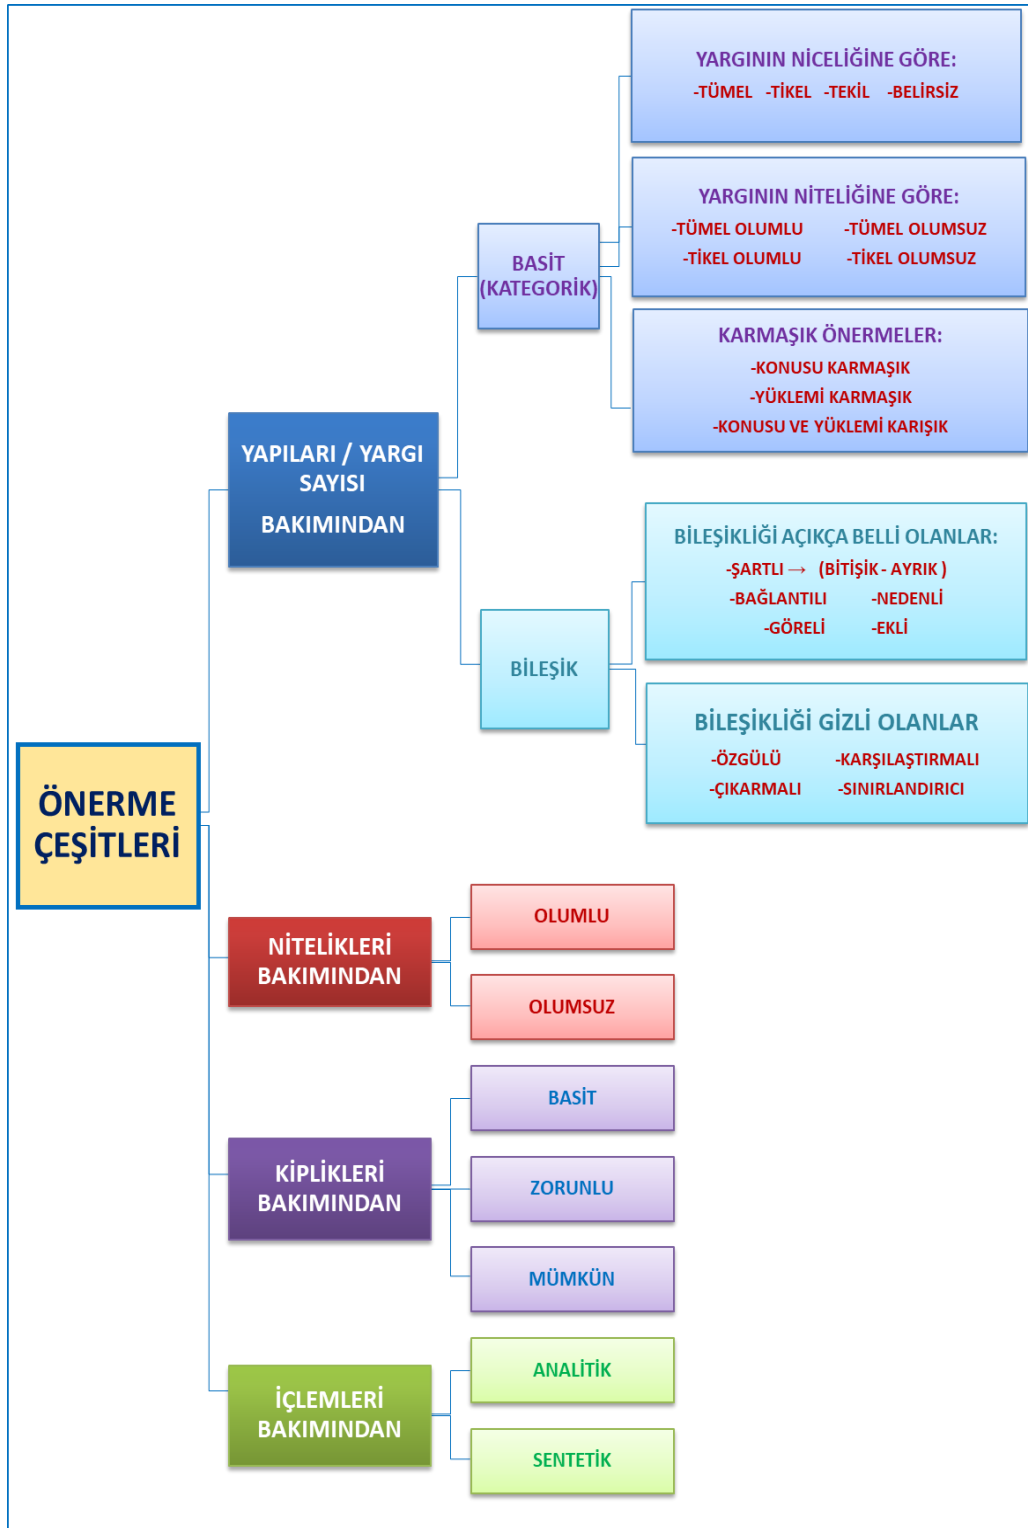 YARGININ NİCELİĞİNE GÖRE:
-TÜMEL -TİKEL -TEKİL -BELİRSİZ
YARGININ NİTELİĞİNE GÖRE:
-TÜMEL OLUMLU -TÜMEL OLUMSUZ
-TİKEL OLUMLU -TİKEL OLUMSUZ
BASİT
(KATEGORİK)
KARMAŞIK ÖNERMELER:
-KONUSU KARMAŞIK
-YÜKLEMİ KARMAŞIK
-KONUSU VE YÜKLEMİ KARIŞIK
YAPILARI / YARGI
SAYISI
BAKIMINDAN
BİLEŞİKLİĞİ AÇIKÇA BELLİ OLANLAR:
-ŞARTLI → (BİTİŞİK - AYRIK )
-BAĞLANTILI -NEDENLİ
-GÖRELİ -EKLİ
BİLEŞİK
BİLEŞİKLİĞİ GİZLİ OLANLAR
-ÖZGÜLÜ -KARŞILAŞTIRMALI
-ÇIKARMALI -SINIRLANDIRICI
ÖNERME
ÇEŞİTLERİ
NİTELİKLERİ
BAKIMINDAN
OLUMLU
OLUMSUZ
KİPLİKLERİ
BAKIMINDAN
BASİT
ZORUNLU
MÜMKÜN
İÇLEMLERİ
BAKIMINDAN
ANALİTİK
SENTETİK